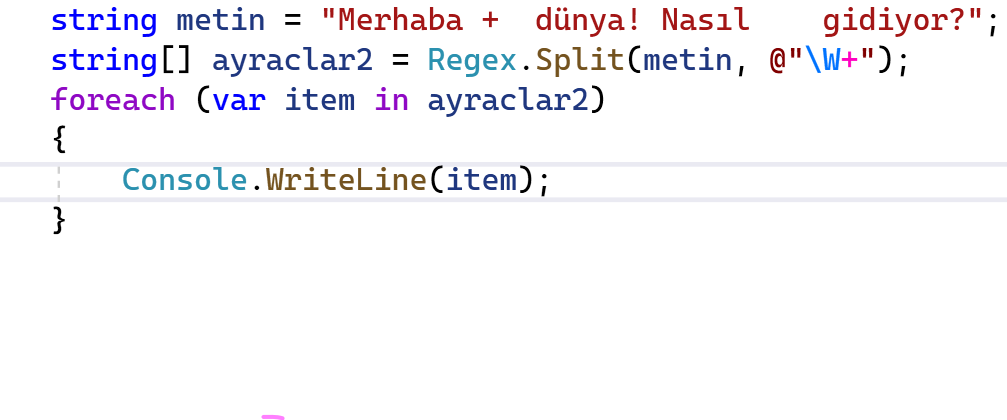 string metin = "Merhaba +  dünya! Nasıl    gidiyor?";
string[] ayraclar2 = Regex.Split(metin, @"\W+");
foreach (var item in ayraclar2)
{
    Console.WriteLine(item);
}